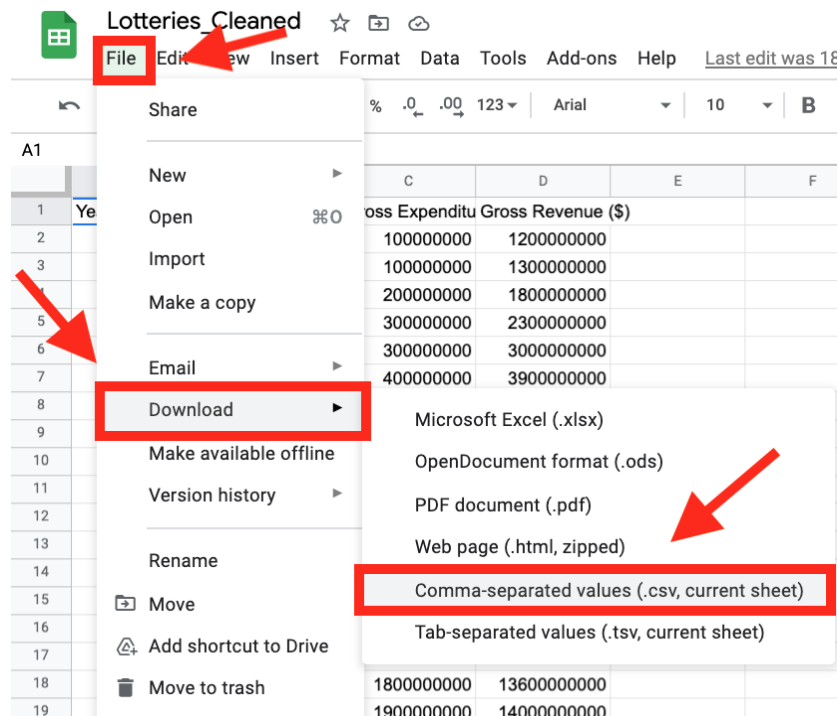 Lotteries_Cleaned
File Edit Insert Format Data Tools Add-ons Help Last edit was 18
% .0 .00 123 Arial 10 B
A1
C D E F
1 Gross Revenue ($)
2 100000000 1200000000
3 100000000 1300000000
4 200000000 1800000000
5 300000000 2300000000
6 300000000 3000000000
7 400000000 3900000000
8
9
10
11
12
13
14
15
16
17
18 1800000000 13600000000
19 1900000000 14000000000
Share
New
Open ⌘O
Import
Make a copy
Email
Download
Make available offline
Version history
Rename
Move
Add shortcut to Drive
Move to trash
Microsoft Excel (.xlsx)
OpenDocument format (.ods)
PDF document (.pdf)
Web page (.html, zipped)
Comma-separated values (.csv, current sheet)
Tab-separated values (.tsv, current sheet)